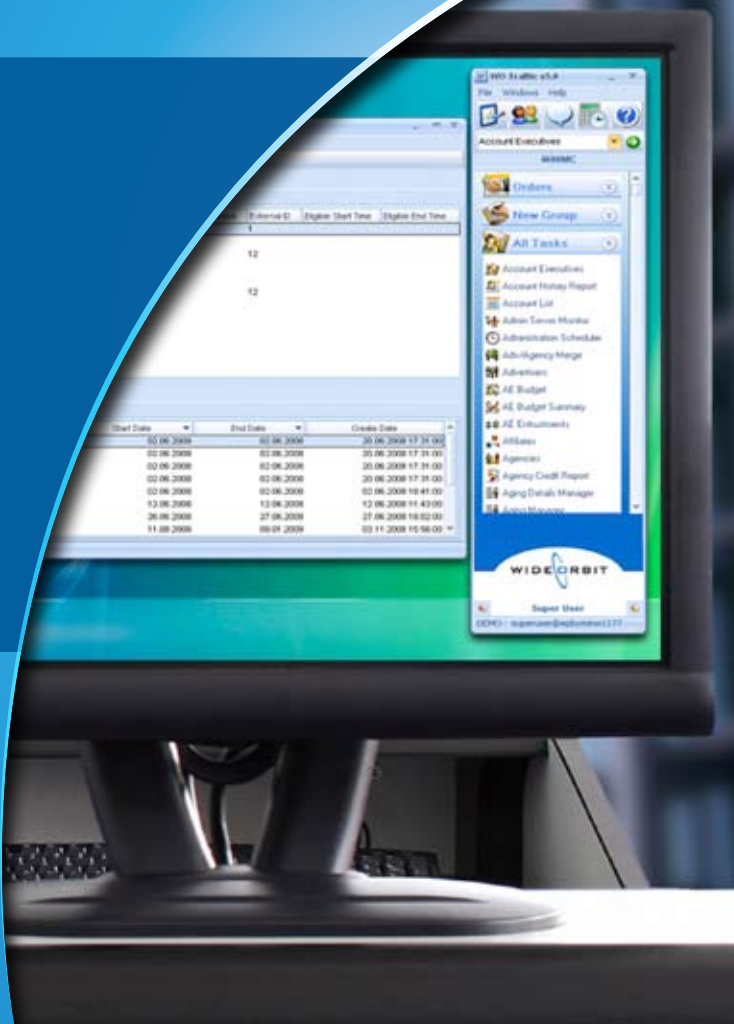 WO Traffic v5.0
File Windows Help
Account Executives
Orders
New Group
All Tasks
Account Executives
Account History Report
Account List
Admin Server Monitor
Administration Scheduler
Adv/Agency Merge
Advertisers
AE Budget
AE Budget Summary
AE Entitlements
Affiliates
Agencies
Agency Credit Report
Aging Details Manager
Aging Manager
WIDEORBIT
Super User
External ID Eligible Start Time Eligible End Time
1
12
12
Start Date End Date Create Date
02.06.2008 02.06.2008 20.06.2008 17:31:00
02.06.2008 02.06.2008 20.06.2008 17:31:00
02.06.2008 02.06.2008 20.06.2008 17:31:00
02.06.2008 02.06.2008 20.06.2008 17:31:00
02.06.2008 02.06.2008 02.06.2008 18:41:00
12.06.2008 12.06.2008 12.06.2008 11:43:00
26.06.2008 27.06.2008 27.06.2008 18:02:00
11.08.2008 09.01.2009 03.11.2008 15:58:00